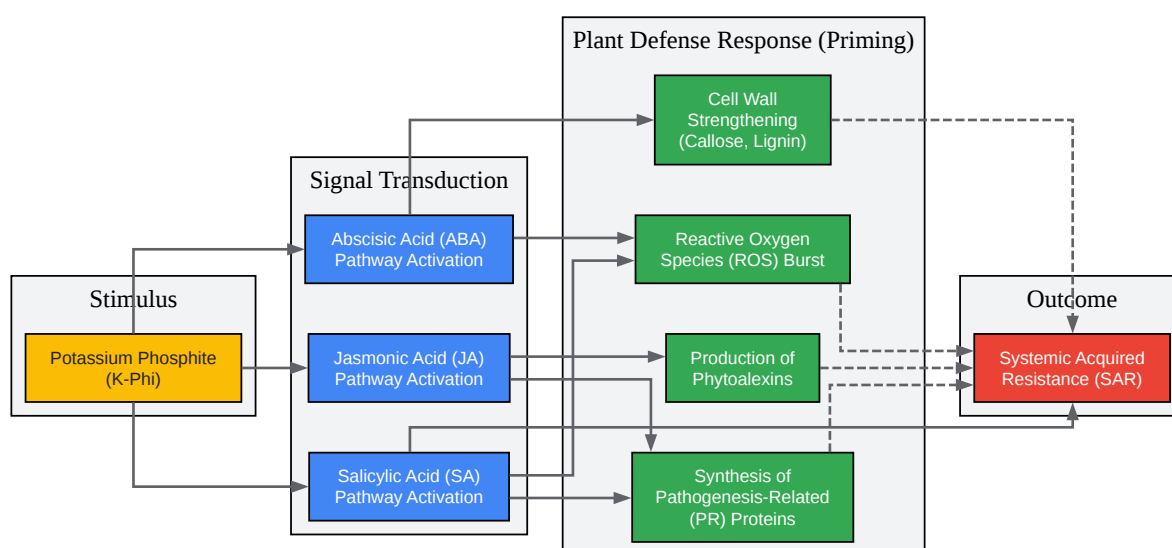 Plant Defense Response (Priming)
Cell Wall
Strengthening
(Callose, Lignin)
Signal Transduction
Abscisic Acid (ABA)
Pathway Activation
Reactive Oxygen
Species (ROS) Burst
Stimulus
Outcome
Potassium Phosphite
(K-Phi)
Jasmonic Acid (JA)
Pathway Activation
Production of
Phytoalexins
Systemic Acquired
Resistance (SAR)
Salicylic Acid (SA)
Pathway Activation
Synthesis of
Pathogenesis-Related
(PR) Proteins